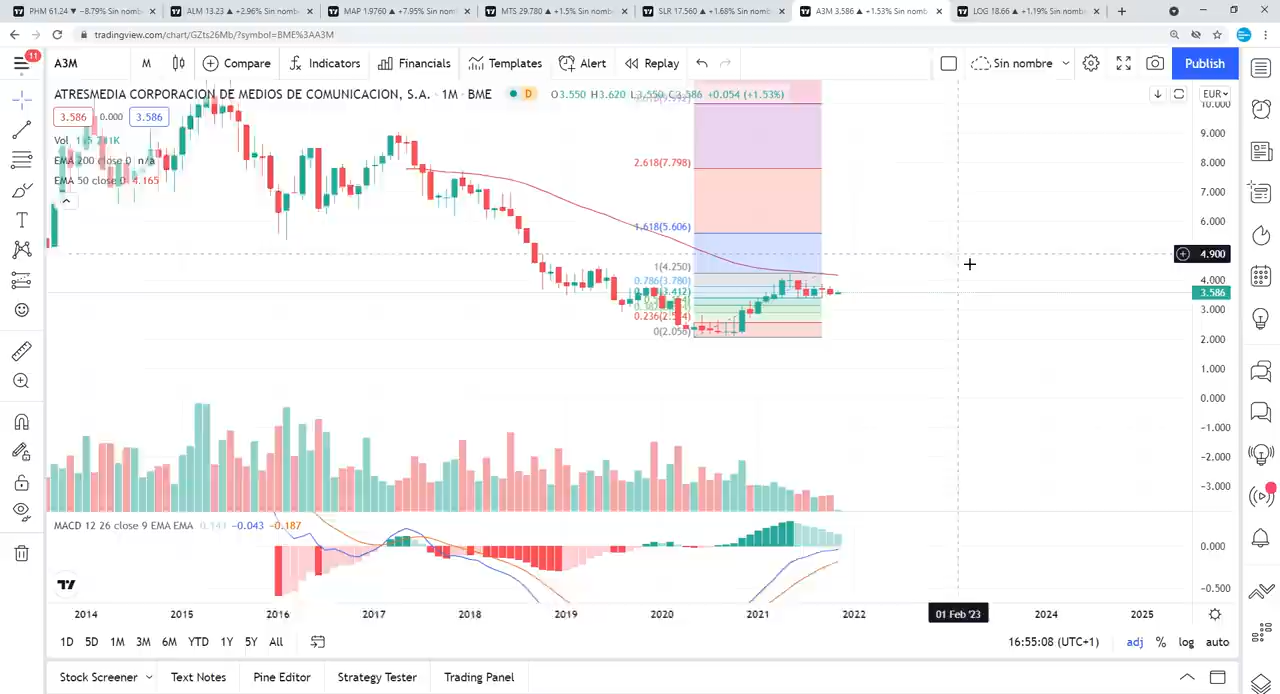 PHM 61.24 ▼ −8.79% Sin nomb
ALM 13.23 ▲ +2.96% Sin nomb
MAP 1.9760 ▲ +7.95% Sin nomb
MTS 29.780 ▲ +1.5% Sin nombr
SLR 17.560 ▲ +1.68% Sin nomb
A3M 3.586 ▲ +1.53% Sin nomb
LOG 18.66 ▲ +1.19% Sin nomb
tradingview.com/chart/GZts26Mb/?symbol=BME%3AA3M
11
A3M
M
Compare
Indicators
Financials
Templates
Alert
Replay
Sin nombre
Publish
ATRESMEDIA CORPORACION DE MEDIOS DE COMUNICACION, S.A. · 1M · BME
D
O3.550 H3.620 L3.550 C3.586 +0.054 (+1.53%)
EUR
3.586 0.000 3.586
Vol
EMA 200 close 0 n/a
EMA 50 close 0 4.165
2.618(7.798)
1.618(5.606)
1(4.250)
0.786(3.780)
0(2.056)
10.000
9.000
8.000
7.000
6.000
4.900
4.000
3.586
3.000
2.000
1.000
0.000
−1.000
−2.000
−3.000
MACD 12 26 close 9 EMA EMA 0.143 −0.043 −0.187
0.000
−0.500
2014 2015 2016 2017 2018 2019 2020 2021 2022 01 Feb '23 2024 2025
1D 5D 1M 3M 6M YTD 1Y 5Y All
16:55:08 (UTC+1) adj % log auto
Stock Screener Text Notes Pine Editor Strategy Tester Trading Panel